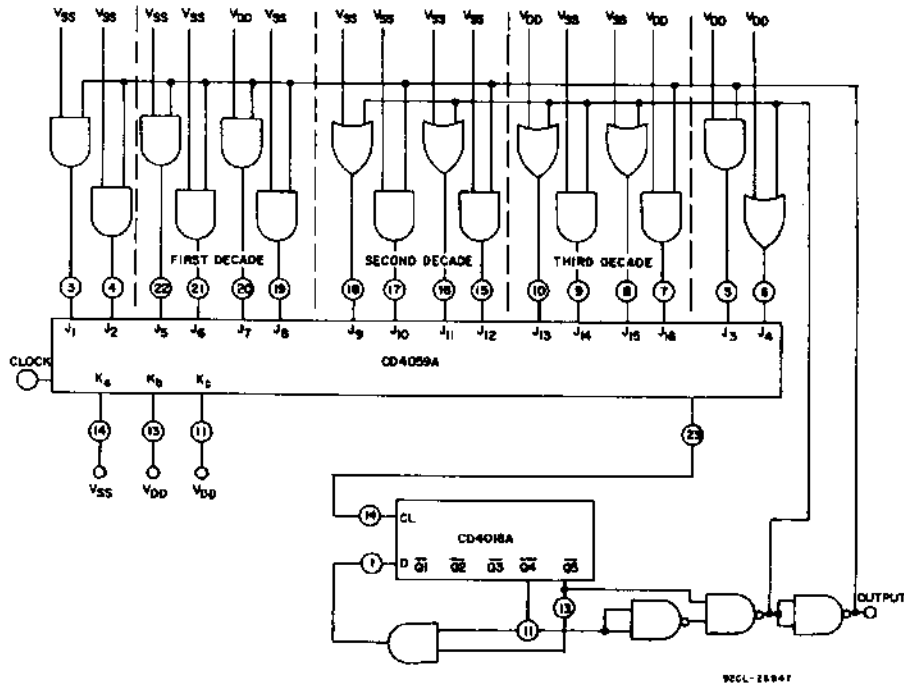 VSS VSS VSS VSS VDD VSS VSS VSS VSS VSS VDD VSS VSS VDD VDD VDD
FIRST DECADE SECOND DECADE THIRD DECADE
3 4 22 21 20 19 18 17 16 15 10 9 8 7 5 6
J1 J2 J5 J6 J7 J8 J9 J10 J11 J12 J13 J14 J15 J16 J3 J4
CLOCK
CD4059A
Ka Kb Kc
14 13 11
23
VSS VDD VDD
14 CL
CD4018A
1 D Q1 Q2 Q3 Q4 Q5
13
OUTPUT
11